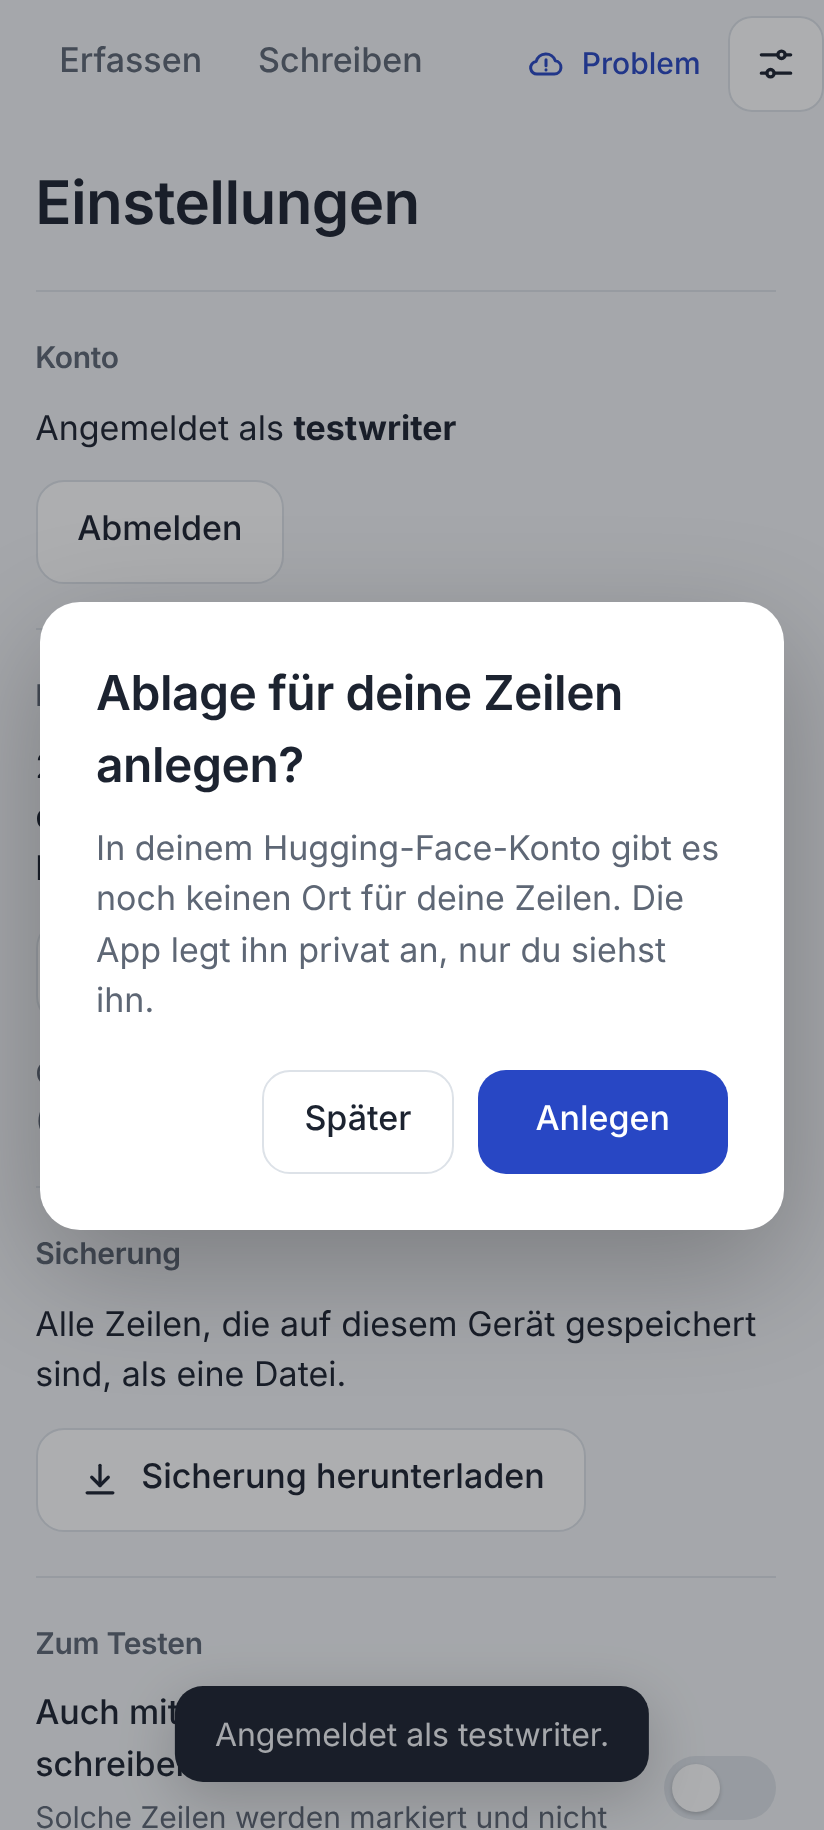 Erfassen Schreiben Problem
Einstellungen
Konto
Angemeldet als testwriter
Abmelden
Ablage für deine Zeilen
anlegen?
In deinem Hugging-Face-Konto gibt es
noch keinen Ort für deine Zeilen. Die
App legt ihn privat an, nur du siehst
ihn.
Später Anlegen
Sicherung
Alle Zeilen, die auf diesem Gerät gespeichert
sind, als eine Datei.
Sicherung herunterladen
Zum Testen
Auch mit
Angemeldet als testwriter.
Solche Zeilen werden markiert und nicht